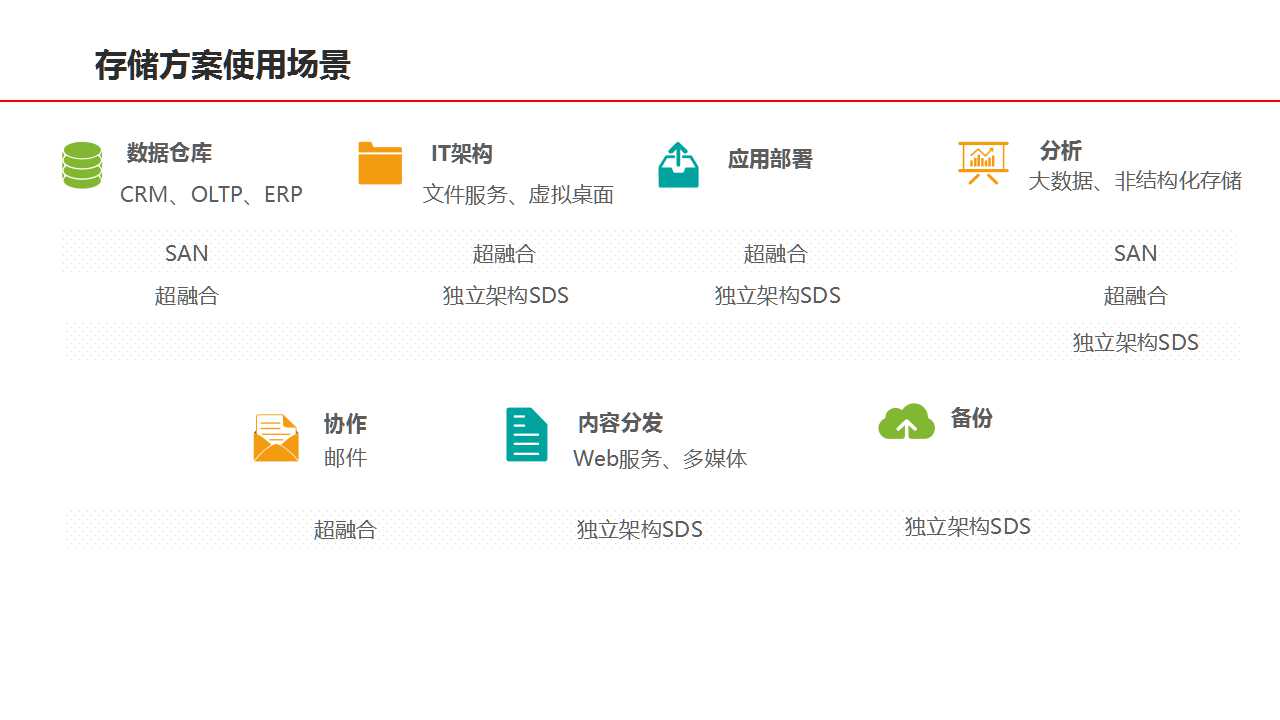 存储方案使用场景
数据仓库
CRM、OLTP、ERP
IT架构
文件服务、虚拟桌面
应用部署
分析
大数据、非结构化存储
SAN
超融合
超融合
SAN
超融合
独立架构SDS
独立架构SDS
超融合
独立架构SDS
协作
邮件
内容分发
Web服务、多媒体
备份
超融合
独立架构SDS
独立架构SDS